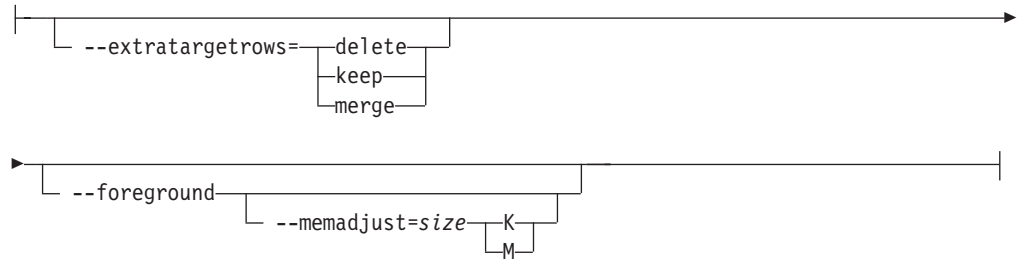 --extratargetrows= delete
keep
merge
--foreground
--memadjust=size K
M